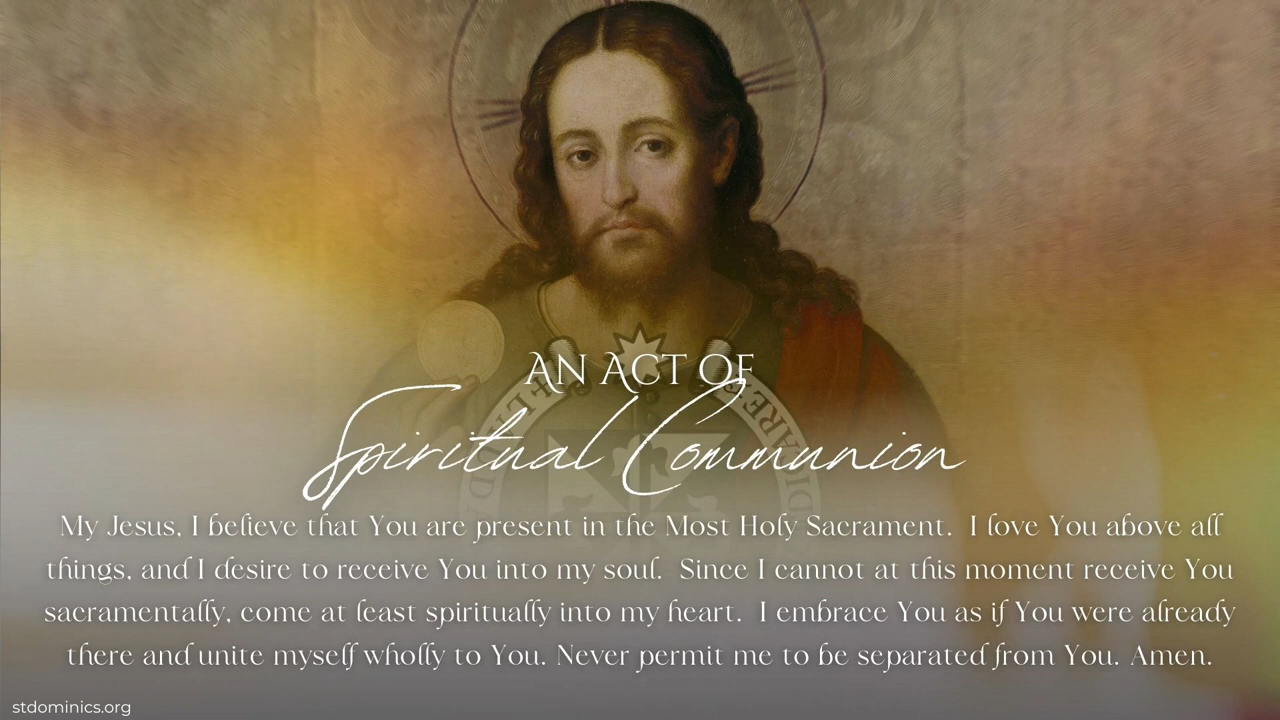 AN ACT OF
Spiritual Communion
My Jesus, I believe that You are present in the Most Holy Sacrament. I love You above all
things, and I desire to receive You into my soul. Since I cannot at this moment receive You
sacramentally, come at least spiritually into my heart. I embrace You as if You were already
there and unite myself wholly to You. Never permit me to be separated from You. Amen.
stdominics.org